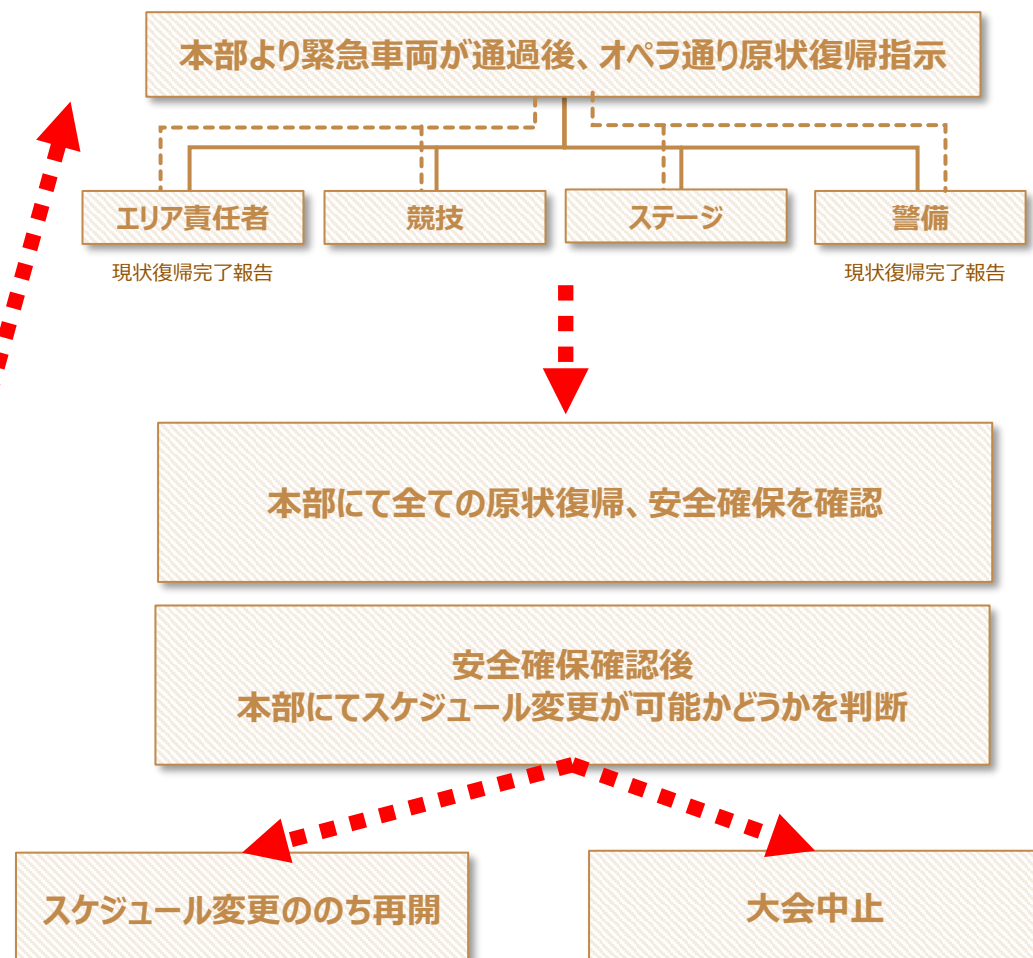 本部より緊急車両が通過後、オペラ通り原状復帰指示
エリア責任者
競技
ステージ
警備
現状復帰完了報告
現状復帰完了報告
本部にて全ての原状復帰、安全確保を確認
安全確保確認後
本部にてスケジュール変更が可能かどうかを判断
スケジュール変更ののち再開
大会中止